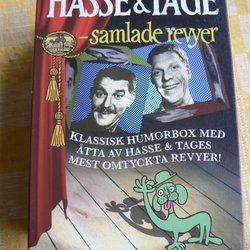 HASSE & TAGE
– samlade revyer
KLASSISK HUMORBOX MED
ÅTTA AV HASSE & TAGES
MEST OMTYCKTA REVYER!